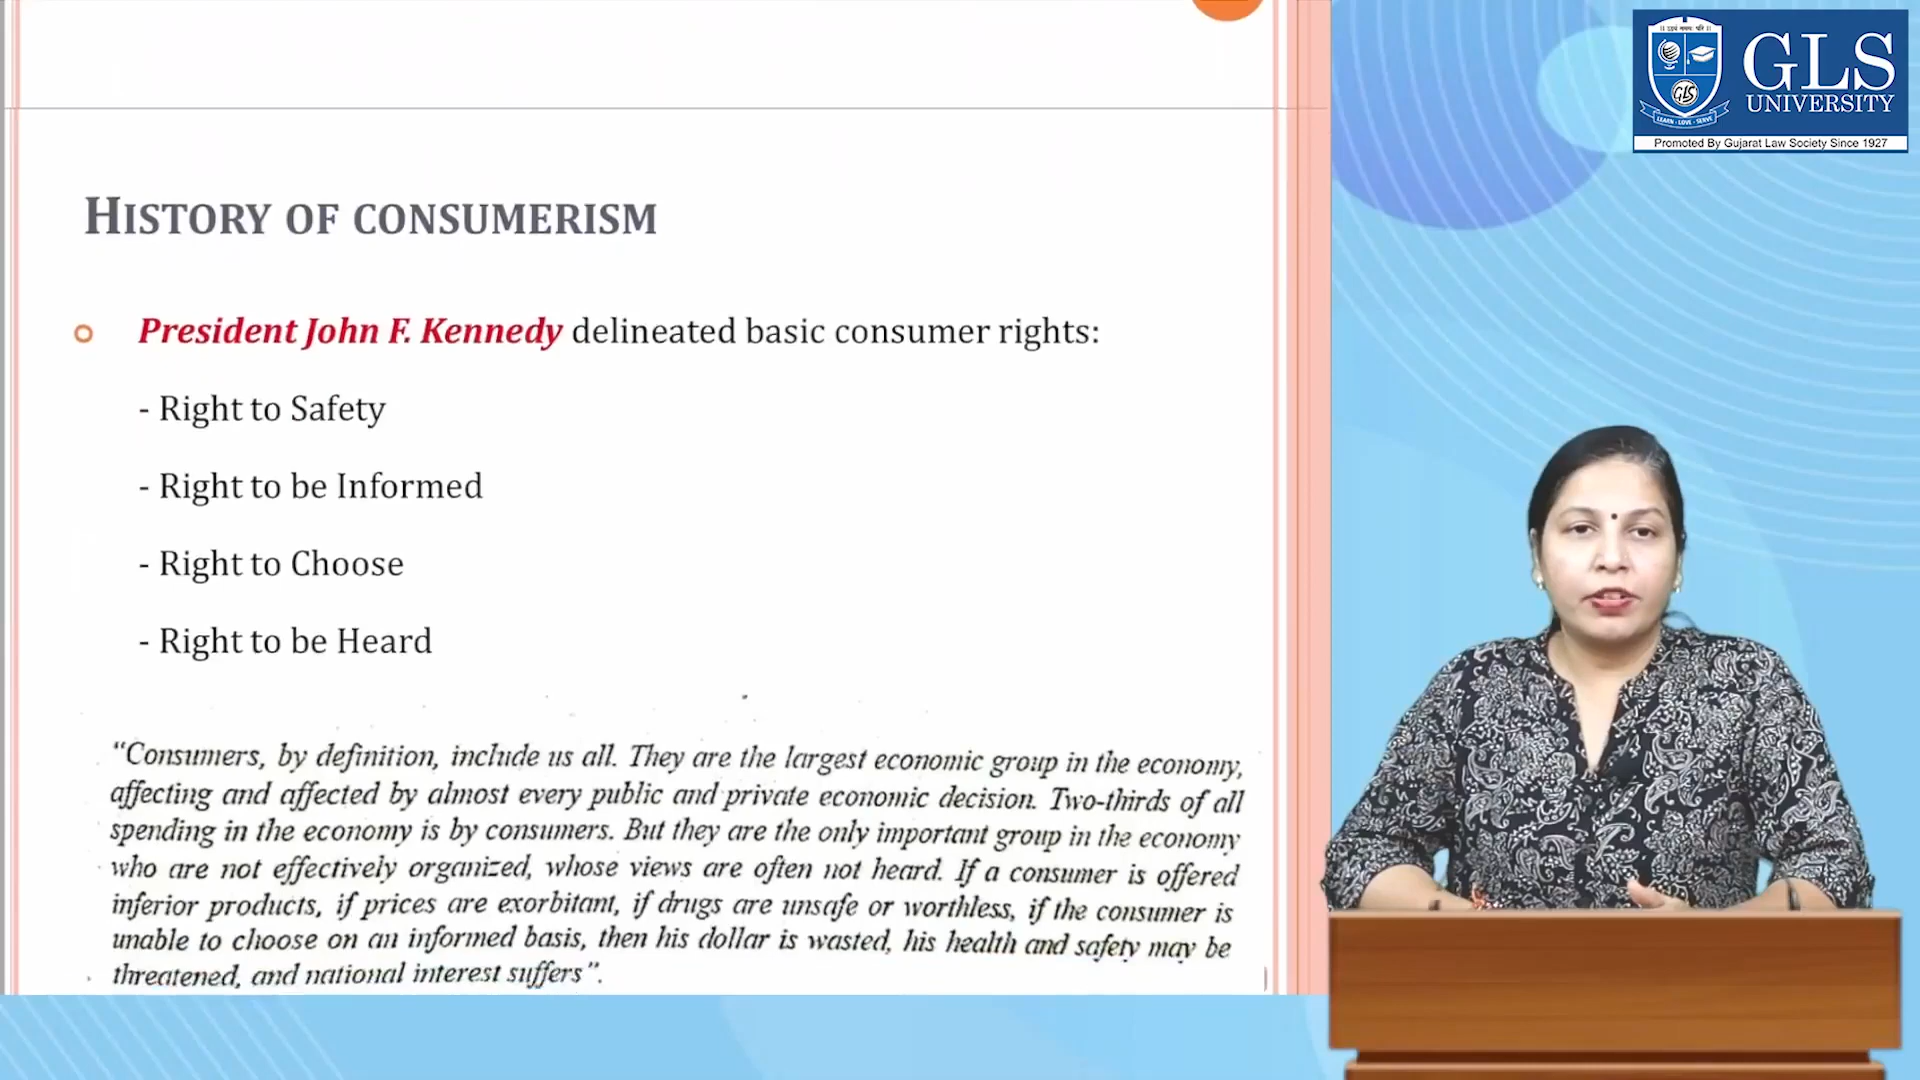 HISTORY OF CONSUMERISM
President John F. Kennedy delineated basic consumer rights:
- Right to Safety
- Right to be Informed
- Right to Choose
- Right to be Heard
“Consumers, by definition, include us all. They are the largest economic group in the economy,
affecting and affected by almost every public and private economic decision. Two-thirds of all
spending in the economy is by consumers. But they are the only important group in the economy
who are not effectively organized, whose views are often not heard. If a consumer is offered
inferior products, if prices are exorbitant, if drugs are unsafe or worthless, if the consumer is
unable to choose on an informed basis, then his dollar is wasted, his health and safety may be
threatened, and national interest suffers”.
GLS
UNIVERSITY
GLS
LEARN - LOVE - SERVE
Promoted By Gujarat Law Society Since 1927